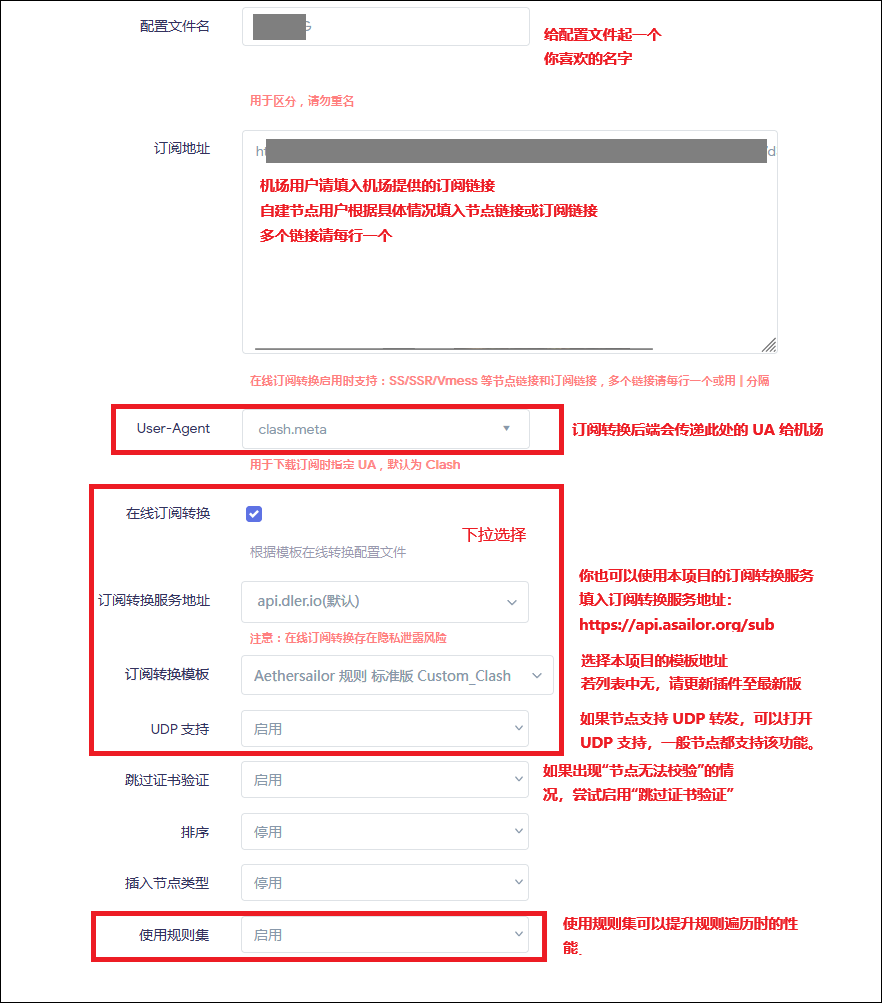 配置文件名
G
给配置文件起一个
你喜欢的名字
用于区分，请勿重名
订阅地址
ht d
机场用户请填入机场提供的订阅链接
自建节点用户根据具体情况填入节点链接或订阅链接
多个链接请每行一个
在线订阅转换启用时支持：SS/SSR/Vmess 等节点链接和订阅链接，多个链接请每行一个或用 | 分隔
User-Agent
clash.meta
订阅转换后端会传递此处的 UA 给机场
用于下载订阅时指定 UA，默认为 Clash
在线订阅转换
下拉选择
根据模板在线转换配置文件
订阅转换服务地址
api.dler.io(默认)
你也可以使用本项目的订阅转换服务
填入订阅转换服务地址：
https://api.asailor.org/sub
注意：在线订阅转换存在隐私泄露风险
订阅转换模板
Aethersailor 规则 标准版 Custom_Clash
选择本项目的模板地址
若列表中无，请更新插件至最新版
UDP 支持
启用
如果节点支持 UDP 转发，可以打开
UDP 支持，一般节点都支持该功能。
跳过证书验证
启用
如果出现“节点无法校验”的情
况，尝试启用“跳过证书验证”
排序
停用
插入节点类型
停用
使用规则集
启用
使用规则集可以提升规则遍历时的性
能.